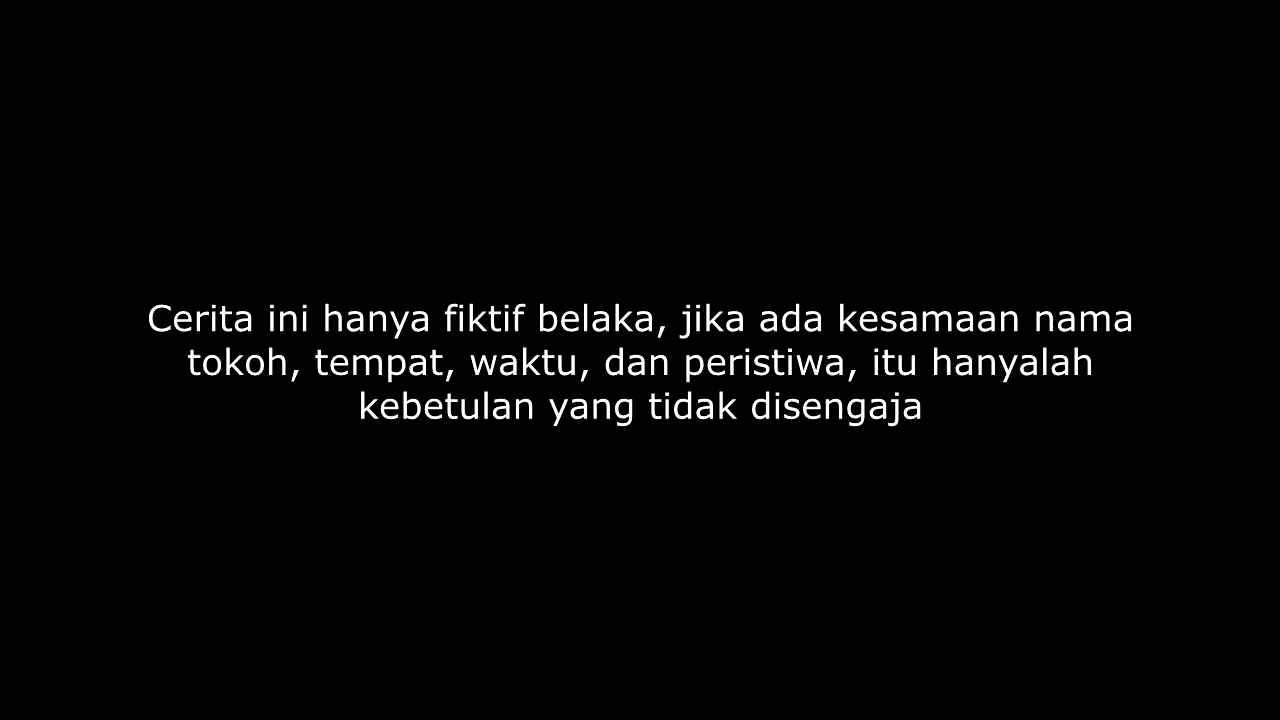 Cerita ini hanya fiktif belaka, jika ada kesamaan nama
tokoh, tempat, waktu, dan peristiwa, itu hanyalah
kebetulan yang tidak disengaja